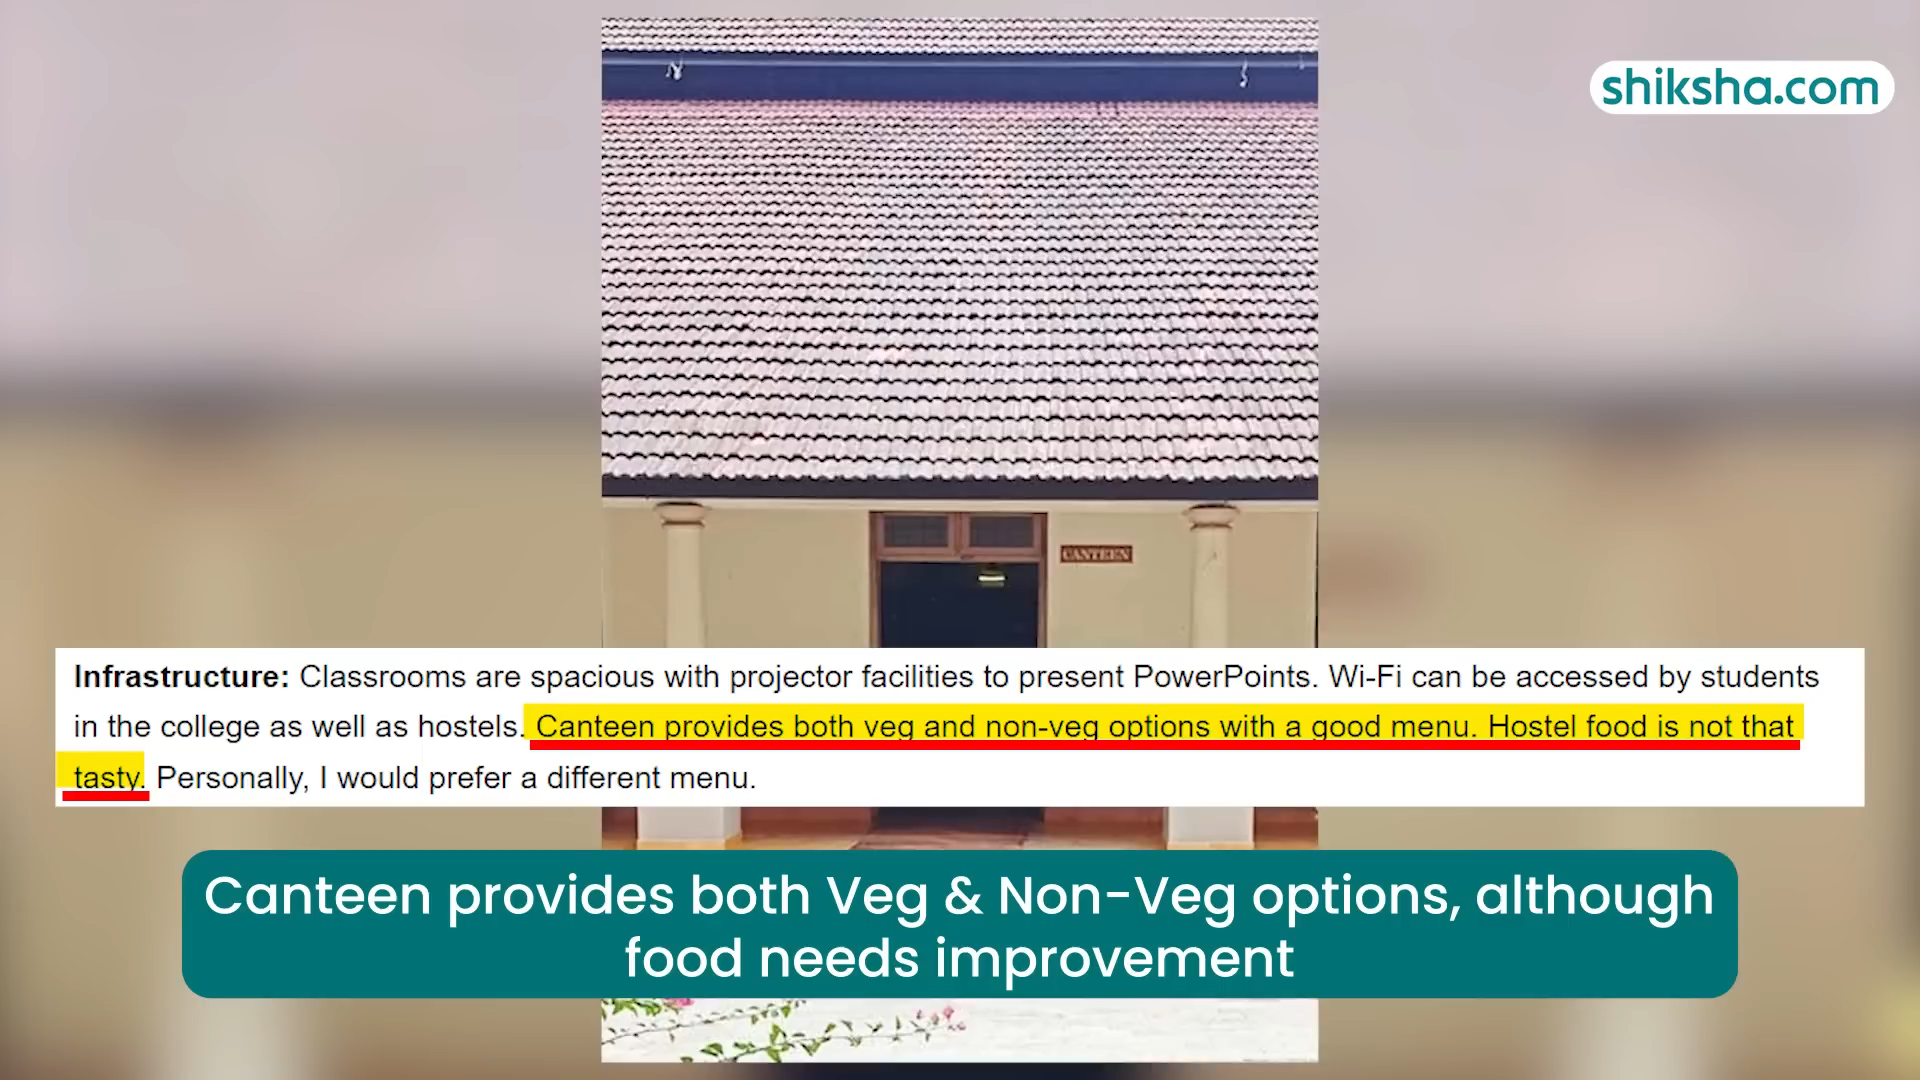 shiksha.com
CANTEEN
Infrastructure: Classrooms are spacious with projector facilities to present PowerPoints. Wi-Fi can be accessed by students
in the college as well as hostels. Canteen provides both veg and non-veg options with a good menu. Hostel food is not that
tasty. Personally, I would prefer a different menu.
Canteen provides both Veg & Non-Veg options, although
food needs improvement